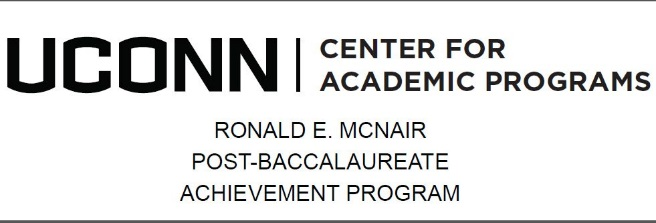 UCONN | CENTER FOR
ACADEMIC PROGRAMS
RONALD E. MCNAIR
POST-BACCALAUREATE
ACHIEVEMENT PROGRAM